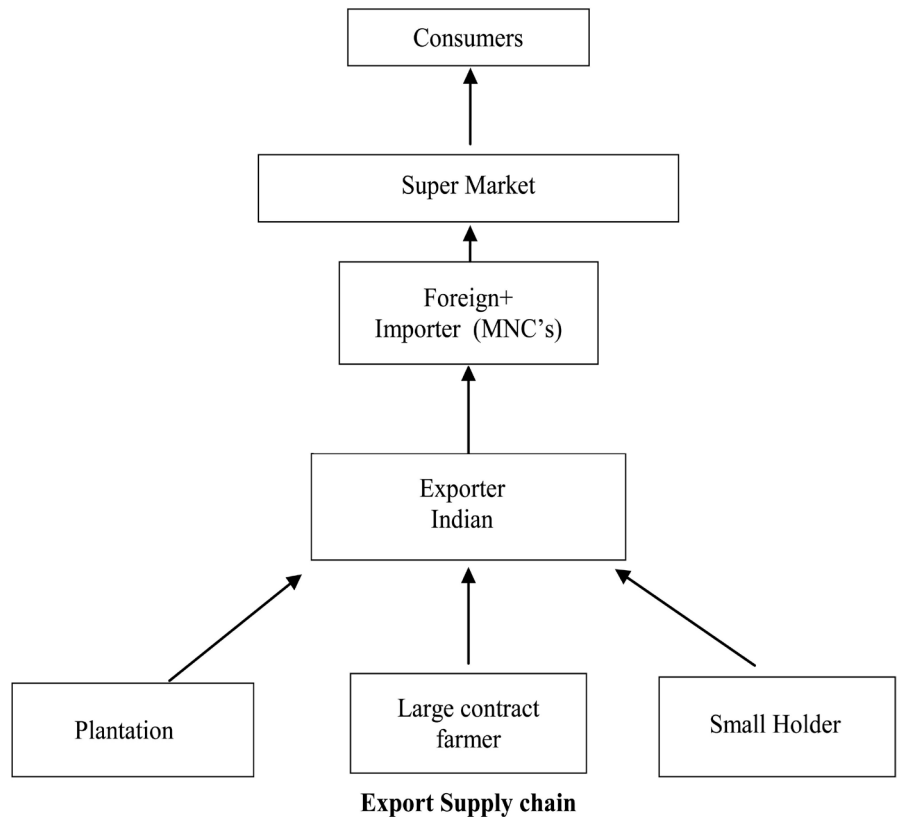 Consumers
Super Market
Foreign+
Importer (MNC’s)
Exporter
Indian
Plantation
Large contract
farmer
Small Holder
Export Supply chain